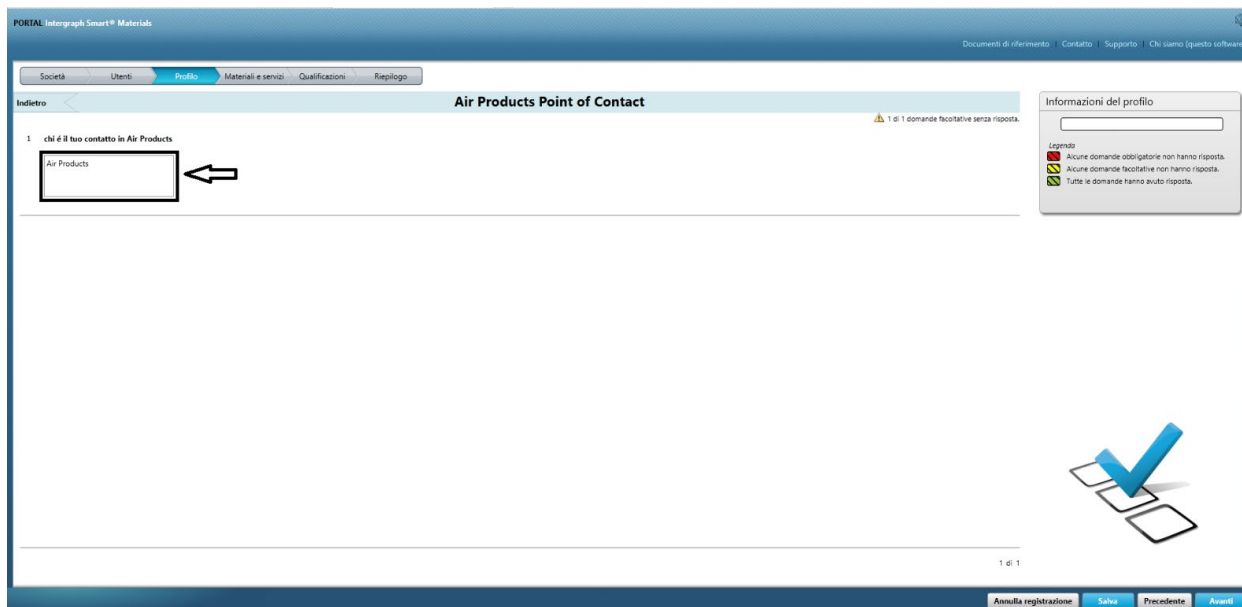 PORTAL Intergraph Smart® Materials
Documenti di riferimento | Contatto | Supporto | Chi siamo (questo software
Società Utenti Profilo Materiali e servizi Qualificazioni Riepilogo
Indietro
Air Products Point of Contact
1 di 1 domande facoltative senza risposta.
1 chi é il tuo contatto in Air Products
Air Products
Informazioni del profilo
Legenda
Alcune domande obbligatorie non hanno risposta.
Alcune domande facoltative non hanno risposta.
Tutte le domande hanno avuto risposta.
1 di 1
Annulla registrazione Salva Precedente Avanti